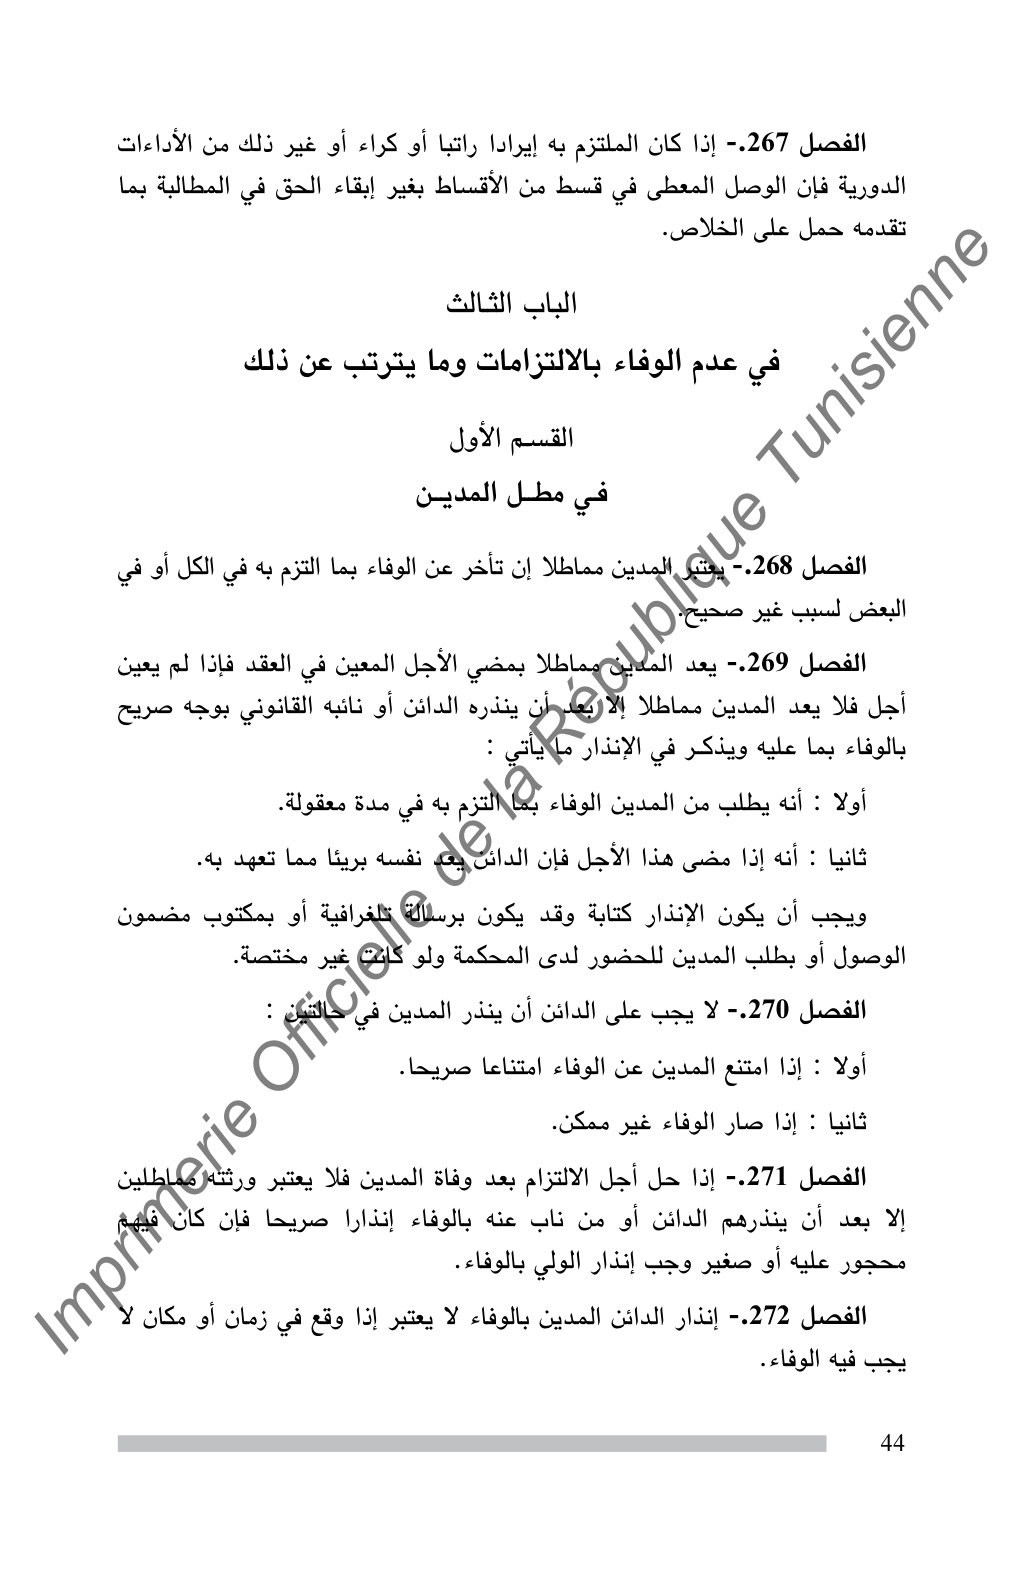 الفصل 267.- إذا كان الملتزم به إيرادا راتبا أو كراء أو غير ذلك من الأداءات
الدورية فإن الوصل المعطى في قسط من الأقساط بغير إبقاء الحق في المطالبة بما
تقدمه حمل على الخلاص.
الباب الثـالث
في عدم الوفاء بالالتزامات وما يترتب عن ذلك
القسـم الأول
فـي مطـل المديـن
الفصل 268.- يعتبر المدين مماطلا إن تأخر عن الوفاء بما التزم به في الكل أو في
البعض لسبب غير صحيح.
الفصل 269.- يعد المدين مماطلا بمضي الأجل المعين في العقد فإذا لم يعين
أجل فلا يعد المدين مماطلا إلا بعد أن ينذره الدائن أو نائبه القانوني بوجه صريح
بالوفاء بما عليه ويذكـر في الإنذار ما يأتي :
أولا : أنه يطلب من المدين الوفاء بما التزم به في مدة معقولة.
ثانيا : أنه إذا مضى هذا الأجل فإن الدائن يعد نفسه بريئا مما تعهد به.
ويجب أن يكون الإنذار كتابة وقد يكون برسالة تلغرافية أو بمكتوب مضمون
الوصول أو بطلب المدين للحضور لدى المحكمة ولو كانت غير مختصة.
الفصل 270.- لا يجب على الدائن أن ينذر المدين في حالتين :
أولا : إذا امتنع المدين عن الوفاء امتناعا صريحا.
ثانيا : إذا صار الوفاء غير ممكن.
الفصل 271.- إذا حل أجل الالتزام بعد وفاة المدين فلا يعتبر ورثته مماطلين
إلا بعد أن ينذرهم الدائن أو من ناب عنه بالوفاء إنذارا صريحا فإن كان فيهم
محجور عليه أو صغير وجب إنذار الولي بالوفاء.
الفصل 272.- إنذار الدائن المدين بالوفاء لا يعتبر إذا وقع في زمان أو مكان لا
يجب فيه الوفاء.
44
Imprimerie Officielle de la République Tunisienne